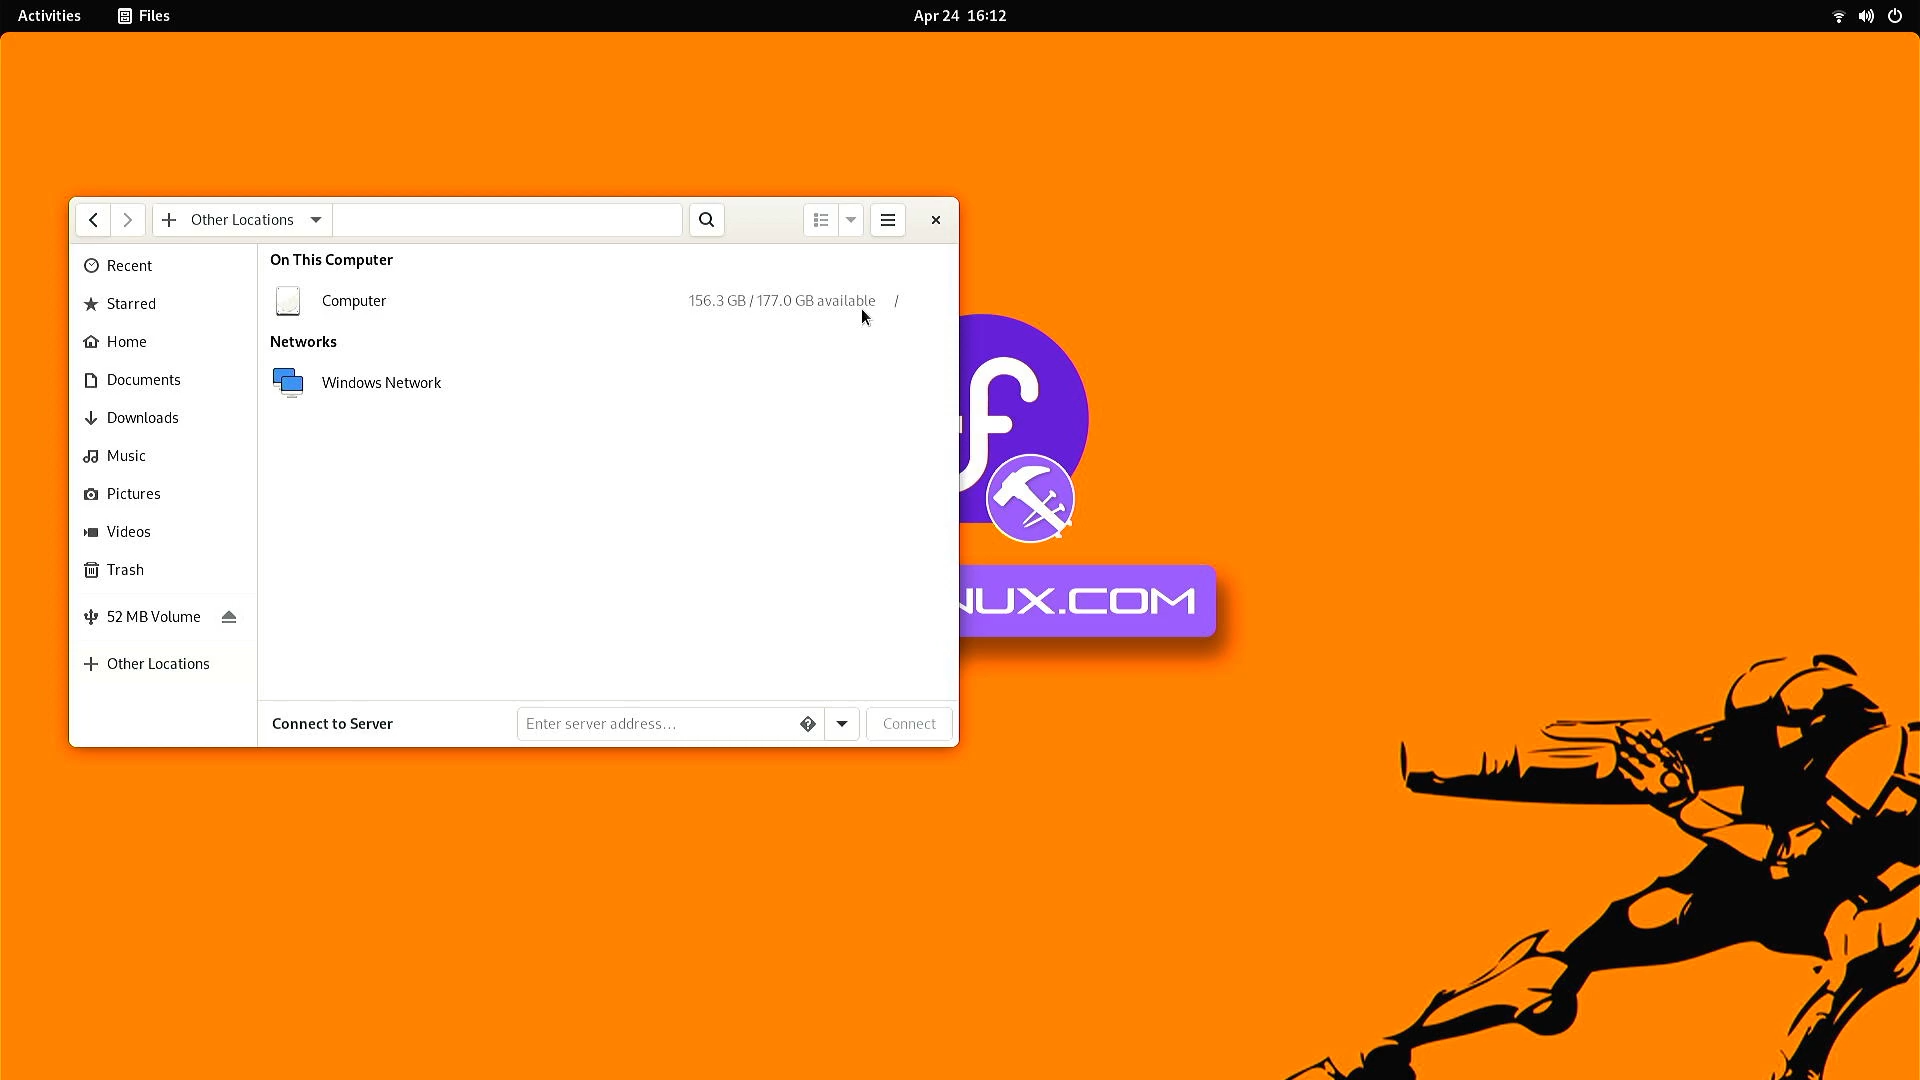 Activities Files Apr 24 16:12
Other Locations
Recent
Starred
Home
Documents
Downloads
Music
Pictures
Videos
Trash
52 MB Volume
Other Locations
On This Computer
Computer 156.3 GB / 177.0 GB available /
Networks
Windows Network
Connect to Server Enter server address... Connect
NUX.COM